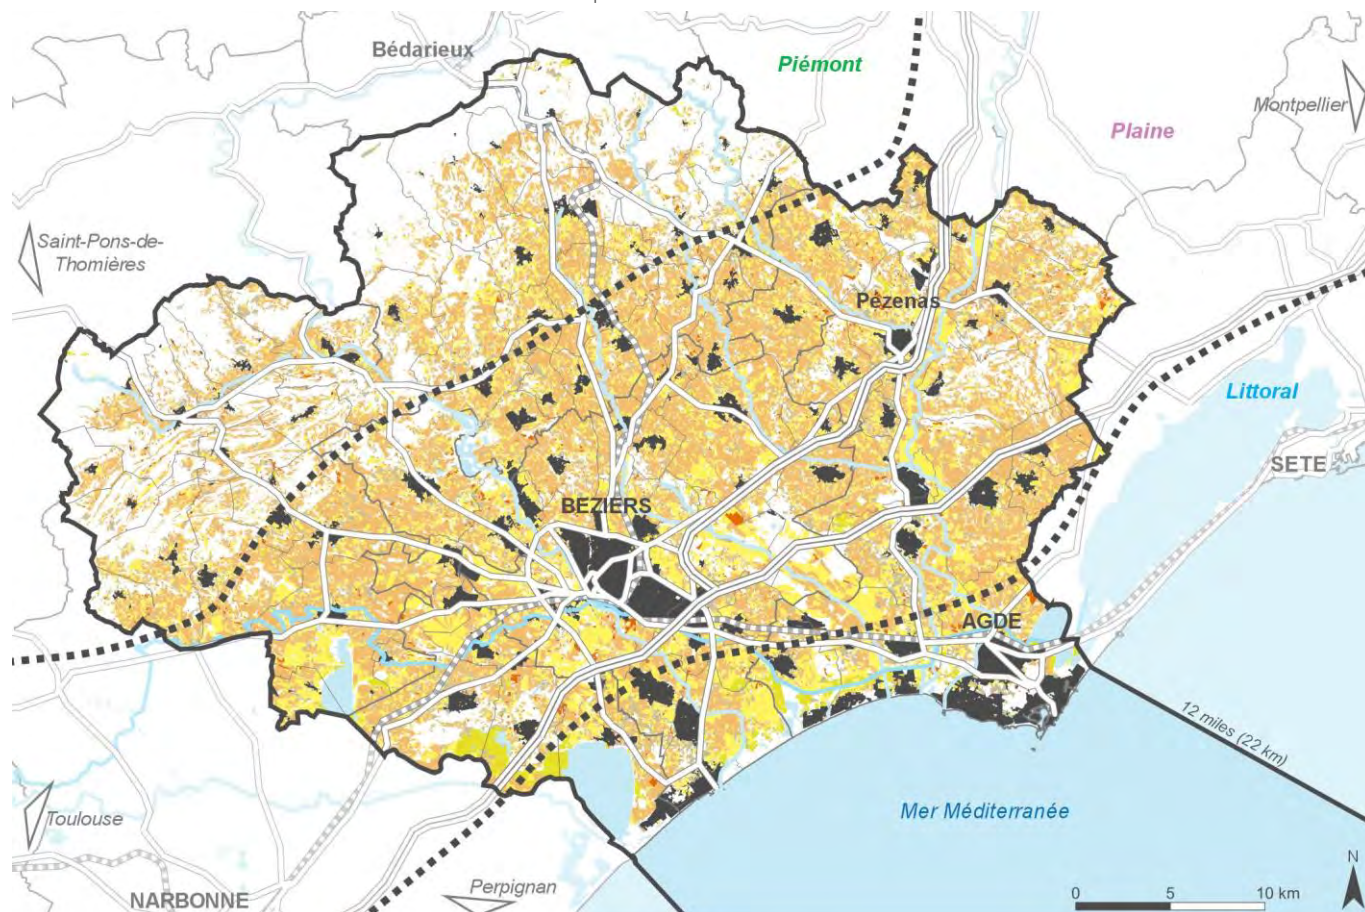 Bédarieux
Piémont
Montpellier
Plaine
Saint-Pons-de-
Thomières
Pézenas
Littoral
SETE
BEZIERS
AGDE
12 miles (22 km)
Mer Méditerranée
Toulouse
N
Perpignan
NARBONNE
0 5 10 km